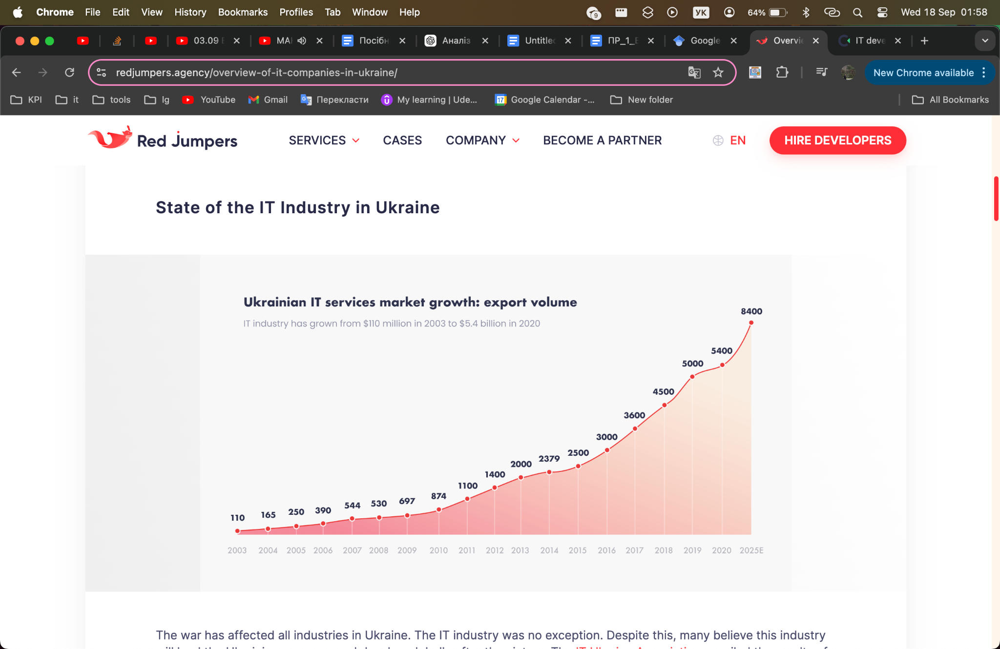 Chrome File Edit View History Bookmarks Profiles Tab Window Help 9 УК 64% Wed 18 Sep 01:58
03.09 Посібн Аналіз Untitled ПР_1_ Google Overvi IT deve
redjumpers.agency/overview-of-it-companies-in-ukraine/ New Chrome available
KPI it tools lg YouTube Gmail Перекласти My learning | Ude... 17 Google Calendar -... New folder All Bookmarks
Red Jumpers SERVICES CASES COMPANY BECOME A PARTNER EN HIRE DEVELOPERS
State of the IT Industry in Ukraine
Ukrainian IT services market growth: export volume
IT industry has grown from $110 million in 2003 to $5.4 billion in 2020
110 165 250 390 544 530 697 874 1100 1400 2000 2379 2500 3000 3600 4500 5000 5400 8400
2003 2004 2005 2006 2007 2008 2009 2010 2011 2012 2013 2014 2015 2016 2017 2018 2019 2020 2025E
The war has affected all industries in Ukraine. The IT industry was no exception. Despite this, many believe this industry